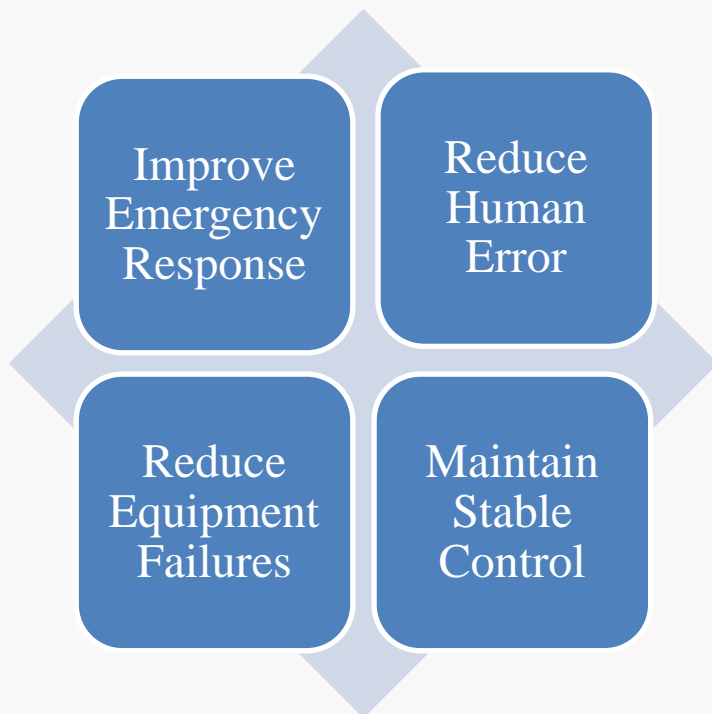 Improve
Emergency
Response
Reduce
Human
Error
Reduce
Equipment
Failures
Maintain
Stable
Control